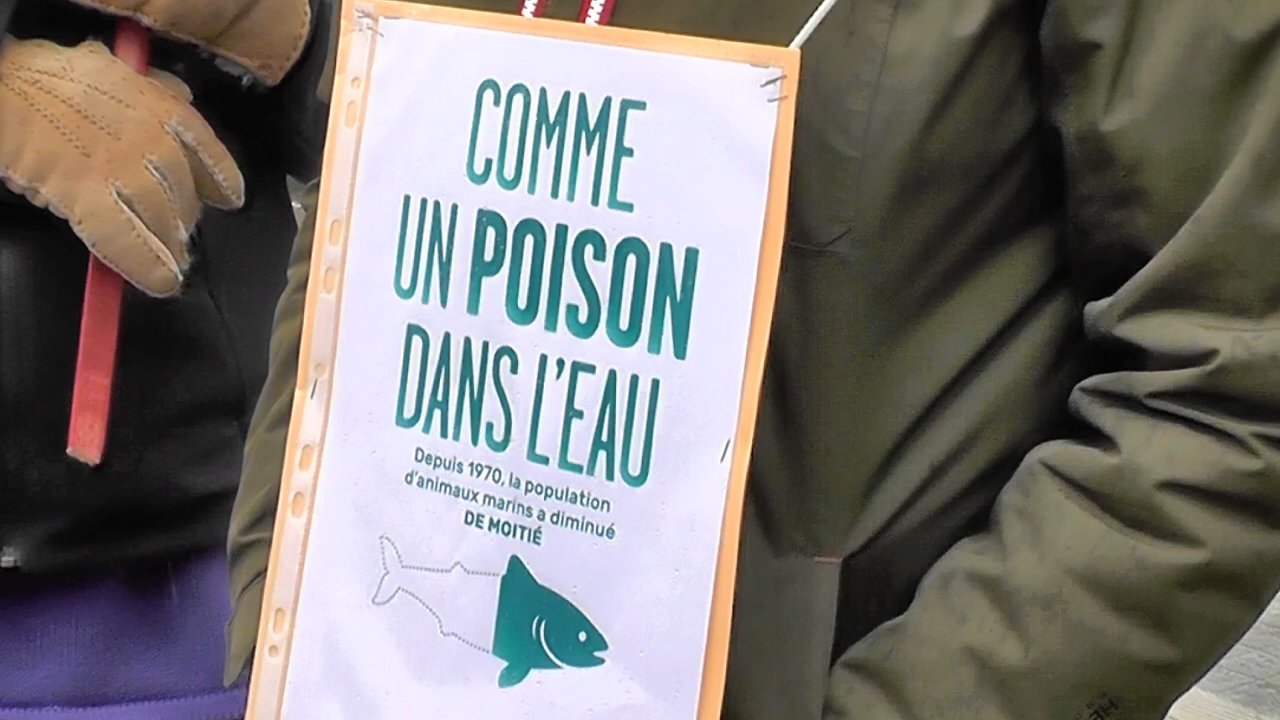 COMME
UN POISON
DANS L'EAU
Depuis 1970, la population
d'animaux marins a diminué
DE MOITIÉ